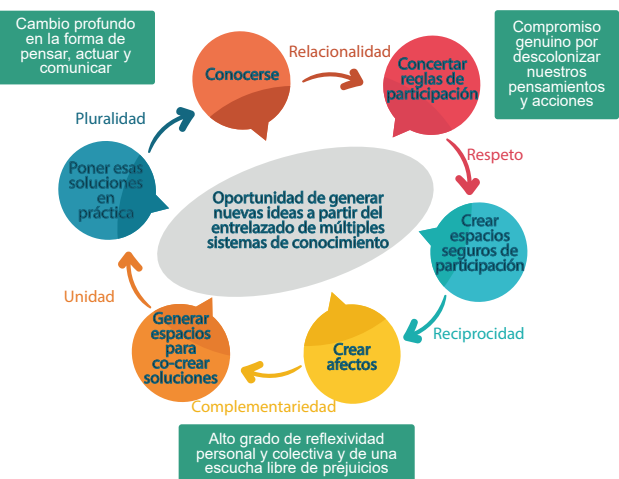 Cambio profundo
en la forma de
pensar, actuar y
comunicar
Compromiso
genuino por
descolonizar
nuestros
pensamientos
y acciones
Conocerse
Relacionalidad
Concertar
reglas de
participación
Respeto
Crear
espacios
seguros de
participación
Reciprocidad
Crear
afectos
Complementariedad
Generar
espacios
para
co-crear
soluciones
Unidad
Poner esas
soluciones
en
práctica
Pluralidad
Oportunidad de generar
nuevas ideas a partir del
entrelazado de múltiples
sistemas de conocimiento
Alto grado de reflexividad
personal y colectiva y de una
escucha libre de prejuicios